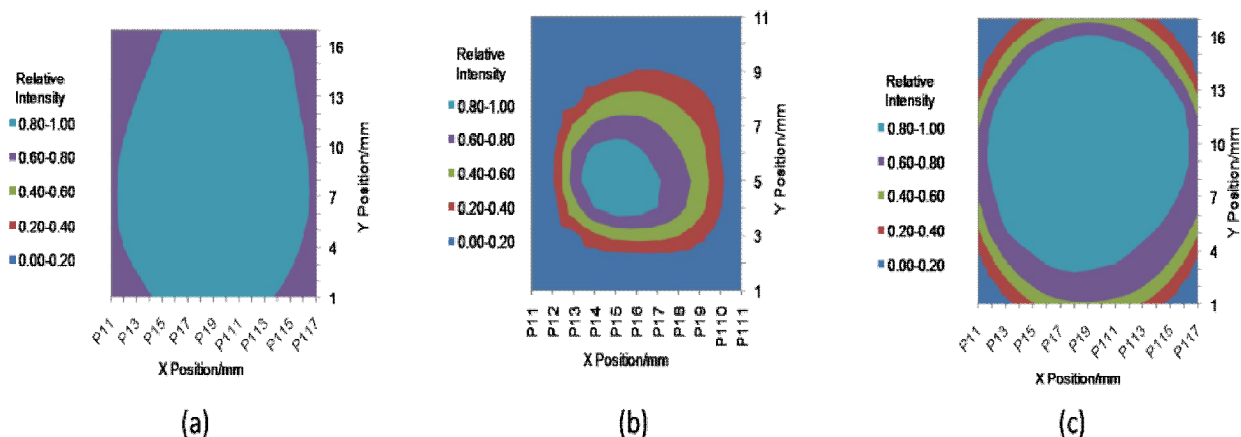 Relative
Intensity
0.80-1.00
0.60-0.80
0.40-0.60
0.20-0.40
0.00-0.20
16
13
10
7
4
1
Y Position/mm
P11
P13
P15
P17
P19
P111
P113
P115
P117
X Position/mm
(a)
Relative
Intensity
0.80-1.00
0.60-0.80
0.40-0.60
0.20-0.40
0.00-0.20
11
9
7
5
3
1
Y Position/mm
P11
P12
P13
P14
P15
P16
P17
P18
P19
P110
P111
X Position/mm
(b)
Relative
Intensity
0.80-1.00
0.60-0.80
0.40-0.60
0.20-0.40
0.00-0.20
16
13
10
7
4
1
Y Position/mm
P11
P13
P15
P17
P19
P111
P113
P115
P117
X Position/mm
(c)